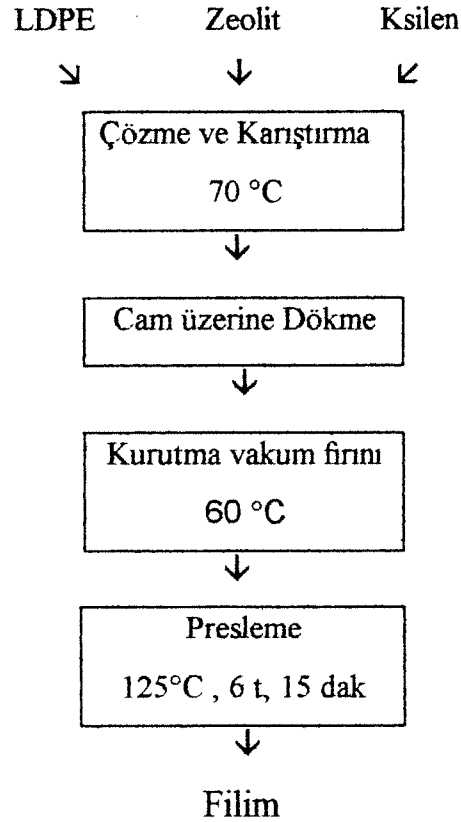 LDPE Zeolit Ksilen
Çözme ve Karıştırma
70 °C
Cam üzerine Dökme
Kurutma vakum fırını
60 °C
Presleme
125°C , 6 t, 15 dak
Filim